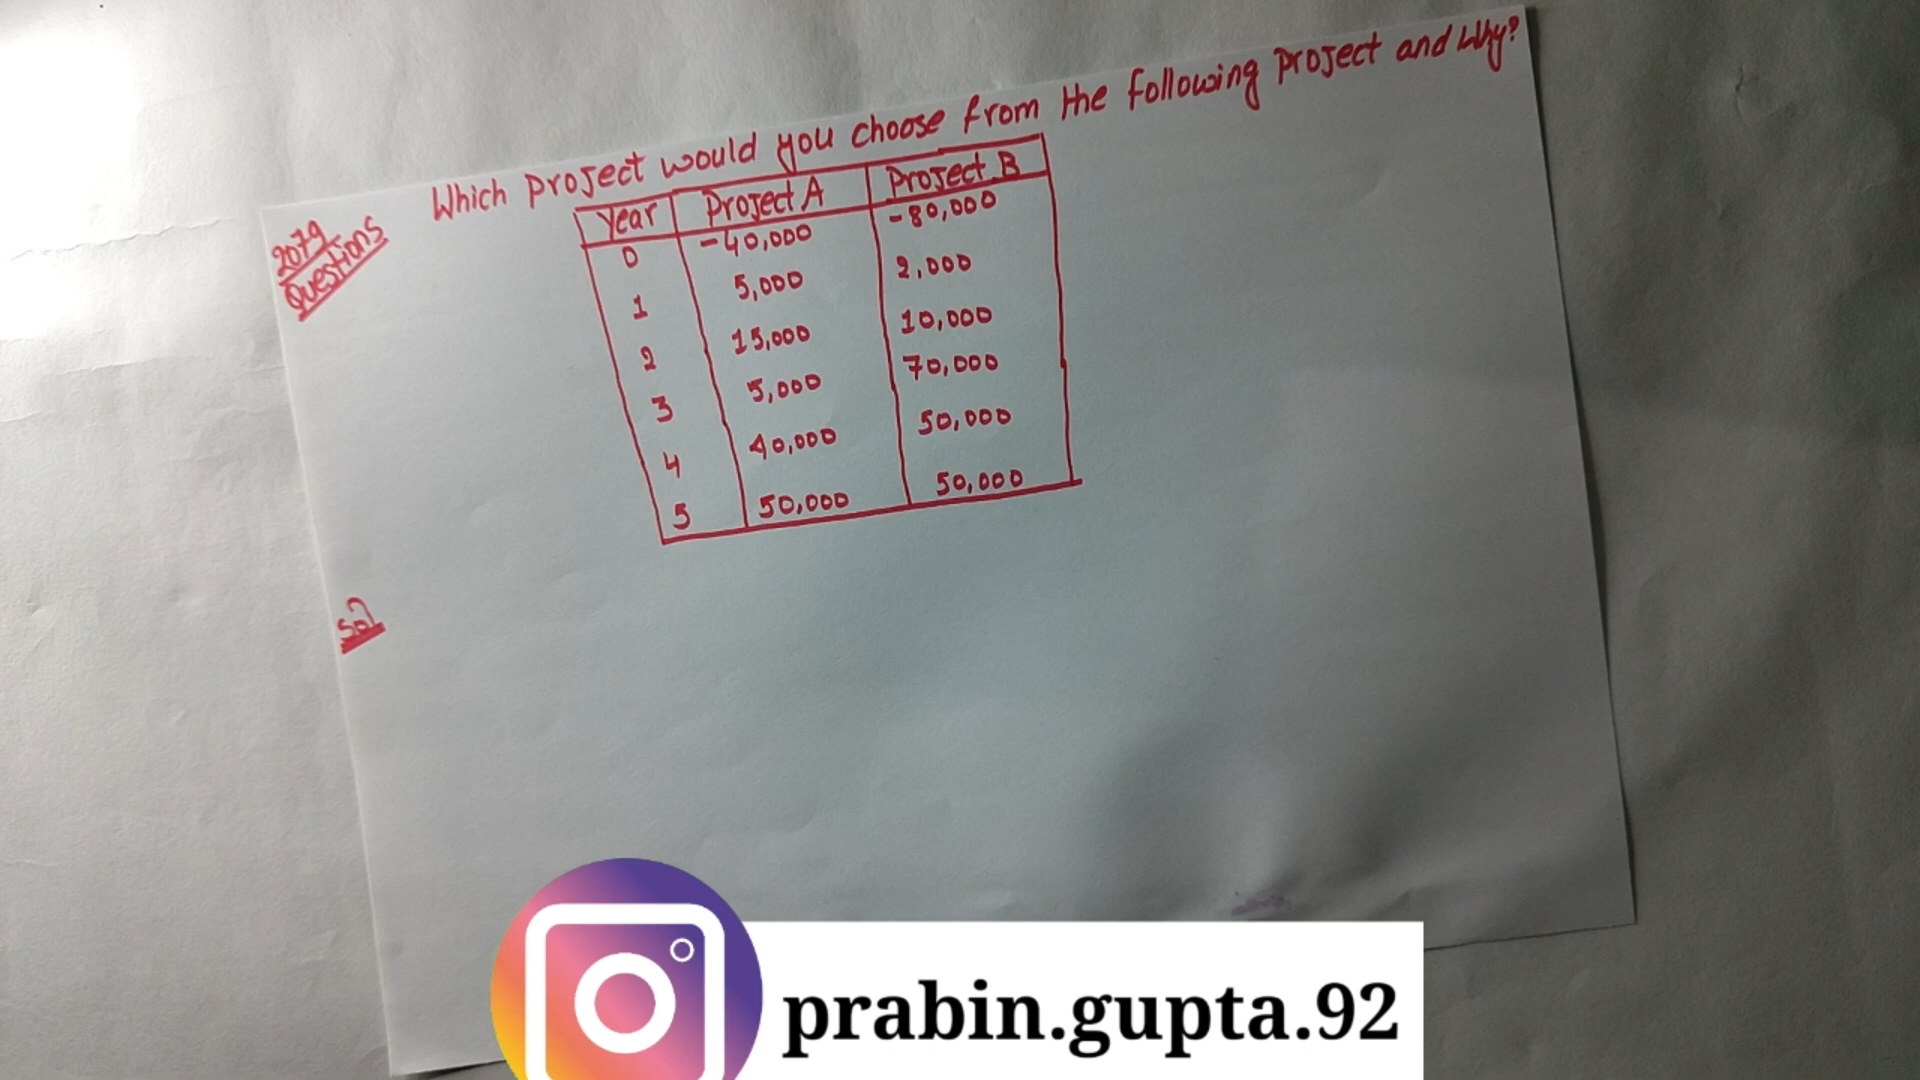 2079
Questions
Which project would you choose from the following project and Why?
Year Project A Project B
0 -40,000 -80,000
1 5,000 2,000
2 15,000 10,000
3 5,000 70,000
4 40,000 50,000
5 50,000 50,000
Sol
prabin.gupta.92